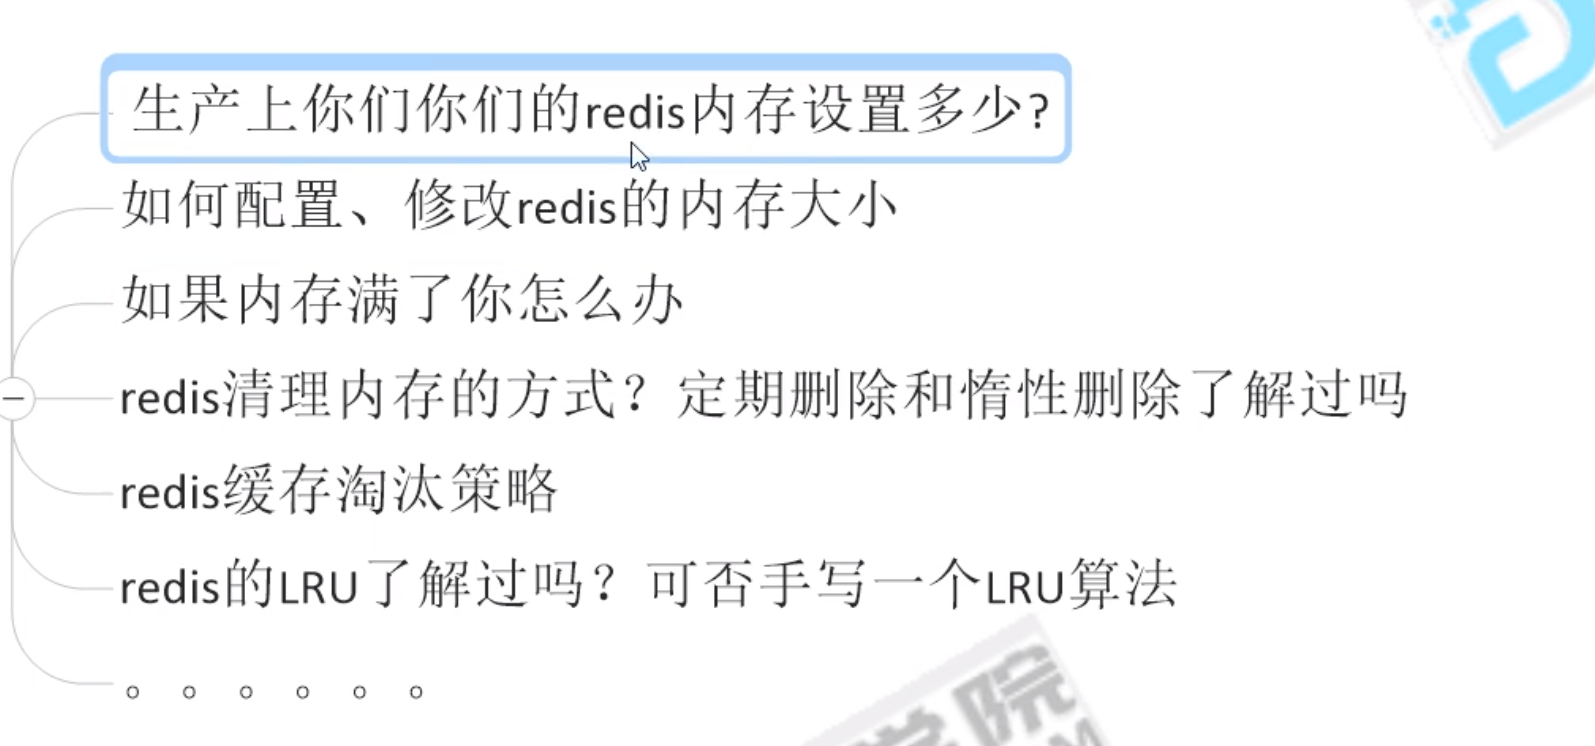 生产上你们你们的redis内存设置多少?
如何配置、修改redis的内存大小
如果内存满了你怎么办
redis清理内存的方式？定期删除和惰性删除了解过吗
redis缓存淘汰策略
redis的LRU了解过吗？可否手写一个LRU算法
。。。。。。
学院
M